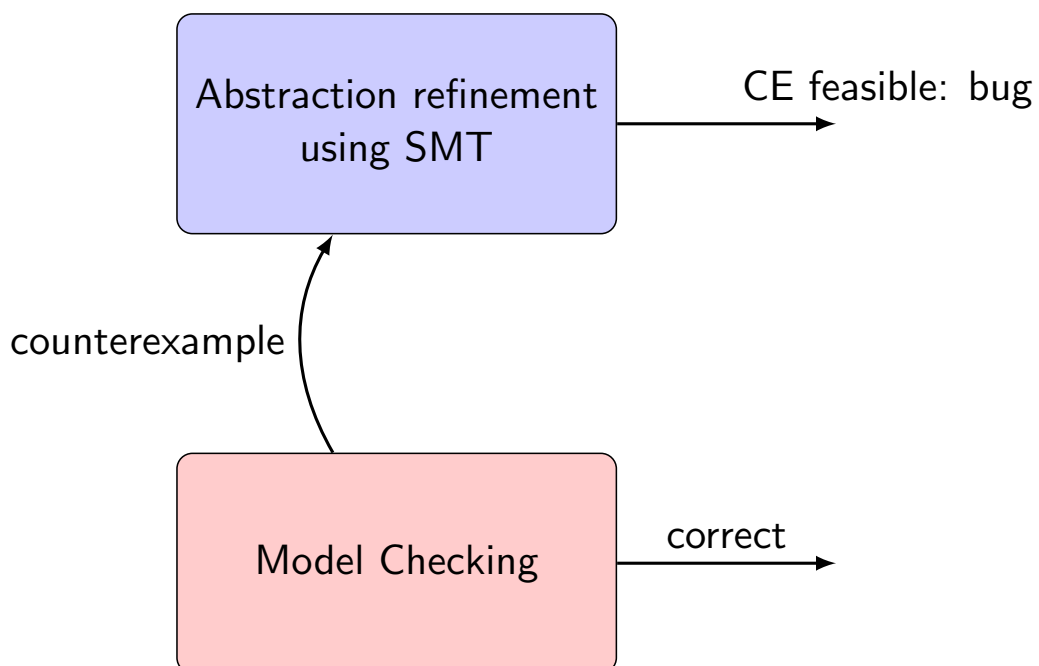 Abstraction refinement
using SMT
CE feasible: bug
counterexample
Model Checking
correct